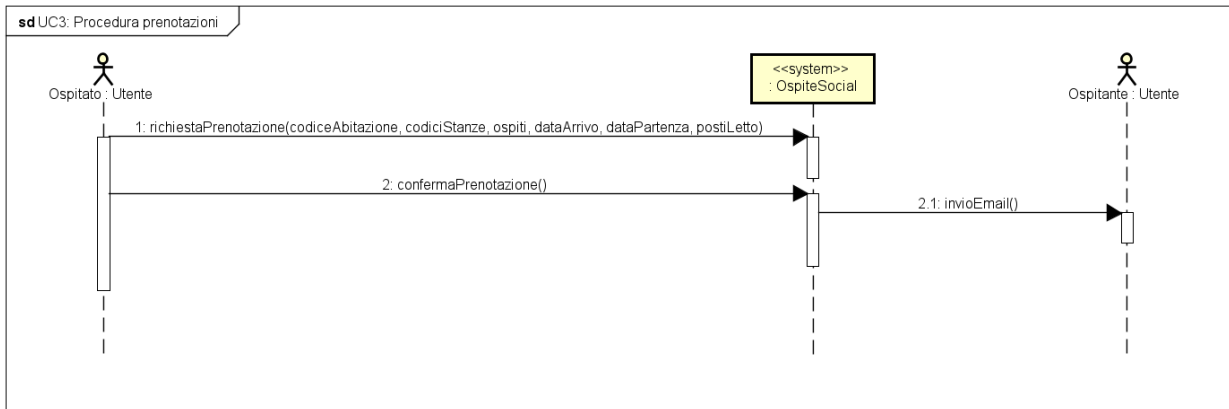 sd UC3: Procedura prenotazioni
<<system>>
: OspiteSocial
Ospitato : Utente
Ospitante : Utente
1: richiestaPrenotazione(codiceAbitazione, codiciStanze, ospiti, dataArrivo, dataPartenza, postiLetto)
2: confermaPrenotazione()
2.1: invioEmail()